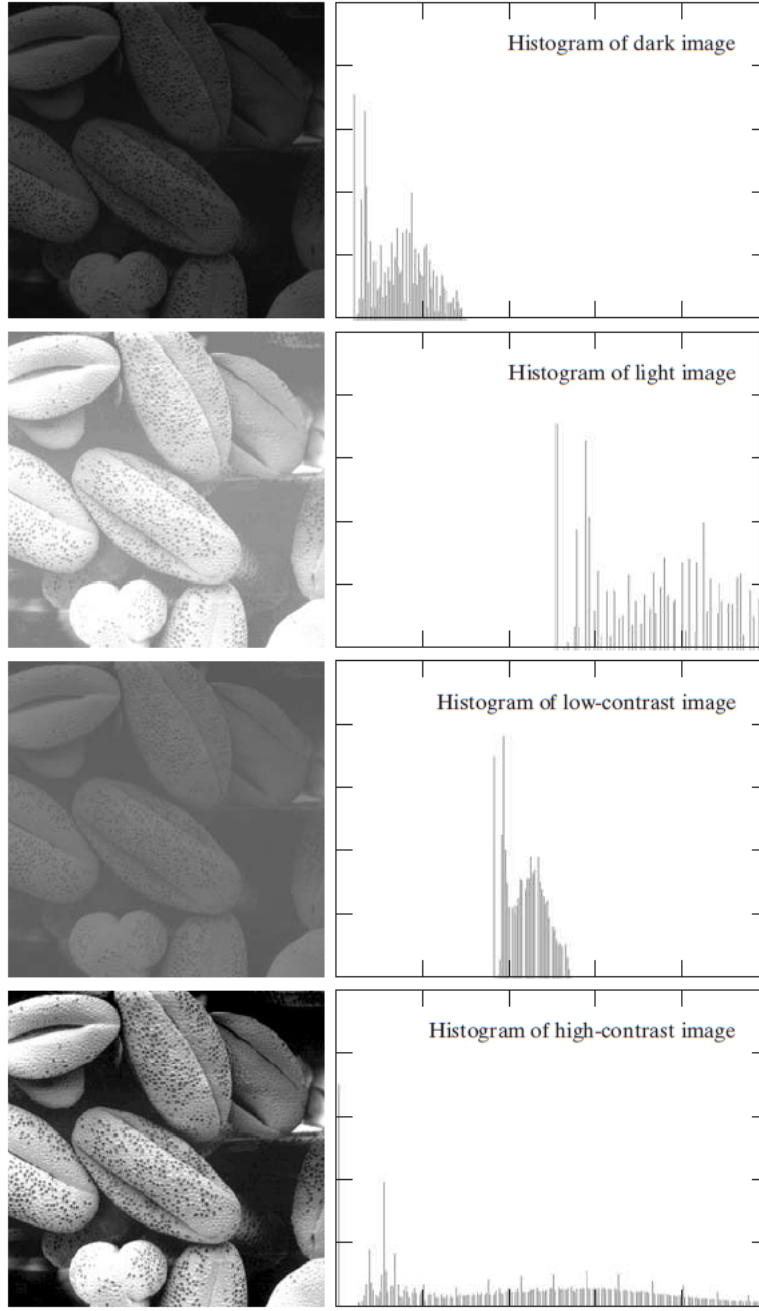 Histogram of dark image
Histogram of light image
Histogram of low-contrast image
Histogram of high-contrast image